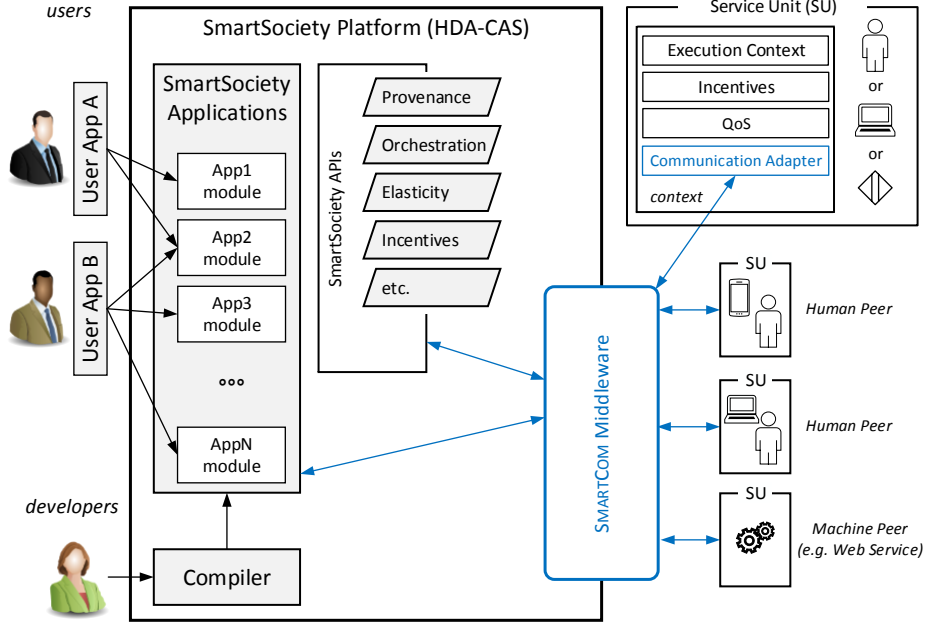 users
SmartSociety Platform (HDA-CAS)
User App A
User App B
SmartSociety
Applications
App1
module
App2
module
App3
module
AppN
module
SmartSociety APIs
Provenance
Orchestration
Elasticity
Incentives
etc.
developers
Compiler
SMARTCOM Middleware
Service Unit (SU)
Execution Context
Incentives
QoS
Communication Adapter
context
or
or
SU
Human Peer
SU
Human Peer
SU
Machine Peer
(e.g. Web Service)